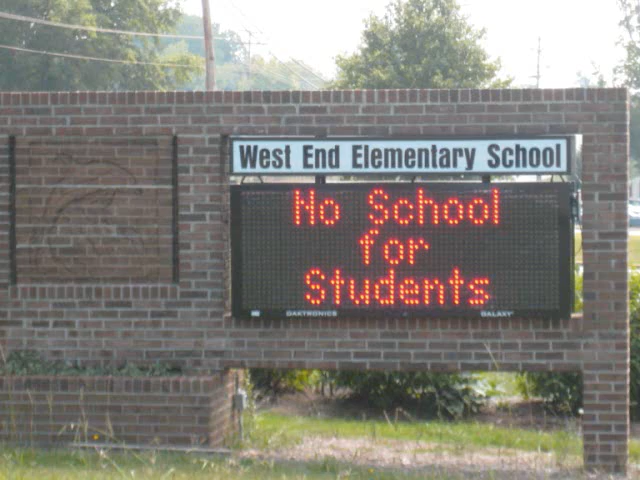 West End Elementary School
No School
for
Students
DAKTRONICS GALAXY